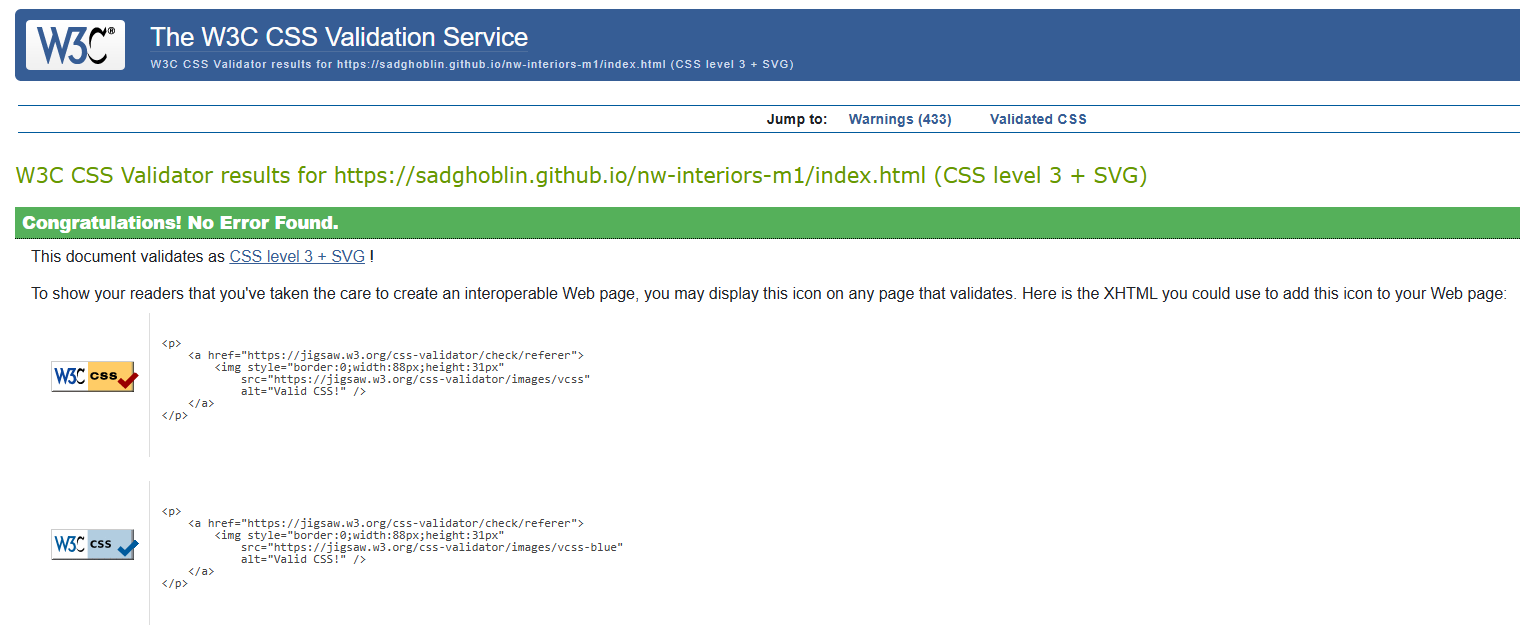 W3C®
The W3C CSS Validation Service
W3C CSS Validator results for https://sadghoblin.github.io/nw-interiors-m1/index.html (CSS level 3 + SVG)
Jump to: Warnings (433) Validated CSS
W3C CSS Validator results for https://sadghoblin.github.io/nw-interiors-m1/index.html (CSS level 3 + SVG)
Congratulations! No Error Found.
This document validates as CSS level 3 + SVG !
To show your readers that you've taken the care to create an interoperable Web page, you may display this icon on any page that validates. Here is the XHTML you could use to add this icon to your Web page:
W3C css
<p>
<a href="https://jigsaw.w3.org/css-validator/check/referer">
<img style="border:0;width:88px;height:31px"
src="https://jigsaw.w3.org/css-validator/images/vcss"
alt="Valid CSS!" />
</a>
</p>
W3C css
<p>
<a href="https://jigsaw.w3.org/css-validator/check/referer">
<img style="border:0;width:88px;height:31px"
src="https://jigsaw.w3.org/css-validator/images/vcss-blue"
alt="Valid CSS!" />
</a>
</p>